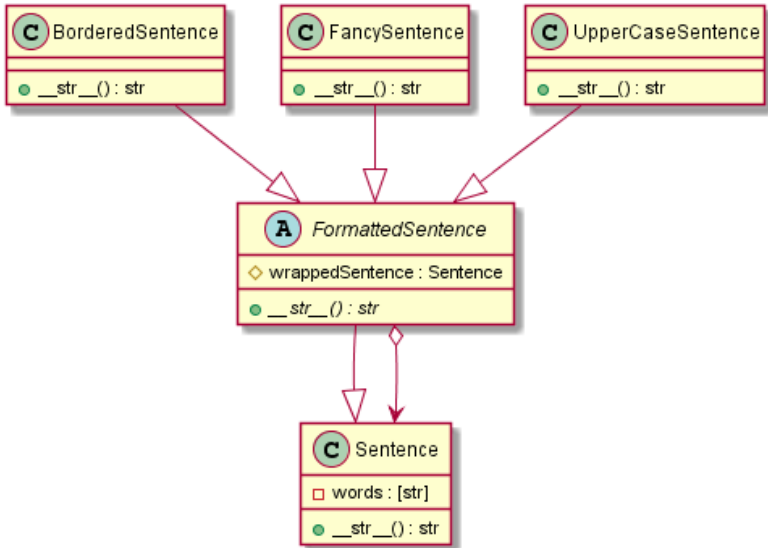 C BorderedSentence
__str__() : str
C FancySentence
__str__() : str
C UpperCaseSentence
__str__() : str
A FormattedSentence
wrappedSentence : Sentence
__str__() : str
C Sentence
words : [str]
__str__() : str